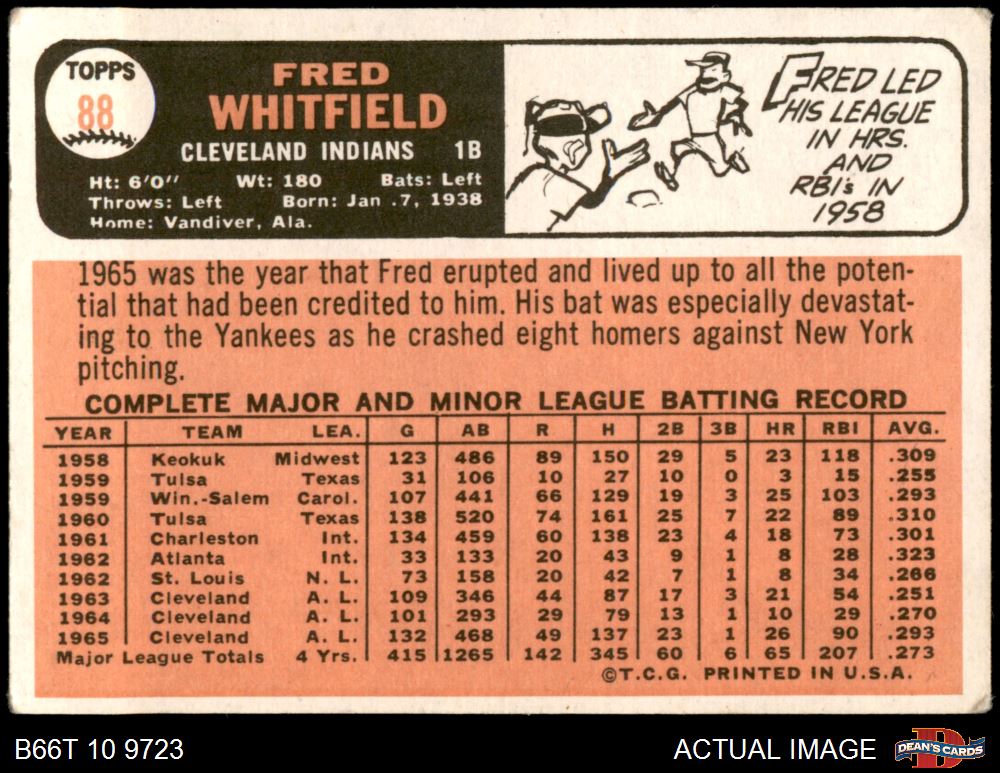 TOPPS
88
FRED
WHITFIELD
CLEVELAND INDIANS 1B
Ht: 6'0" Wt: 180 Bats: Left
Throws: Left Born: Jan .7, 1938
Home: Vandiver, Ala.
FRED LED
HIS LEAGUE
IN HRS.
AND
RBI's IN
1958
1965 was the year that Fred erupted and lived up to all the poten-
tial that had been credited to him. His bat was especially devastat-
ing to the Yankees as he crashed eight homers against New York
pitching.
COMPLETE MAJOR AND MINOR LEAGUE BATTING RECORD
YEAR TEAM LEA. G AB R H 2B 3B HR RBI AVG.
1958 Keokuk Midwest 123 486 89 150 29 5 23 118 .309
1959 Tulsa Texas 31 106 10 27 10 0 3 15 .255
1959 Win.-Salem Carol. 107 441 66 129 19 3 25 103 .293
1960 Tulsa Texas 138 520 74 161 25 7 22 89 .310
1961 Charleston Int. 134 459 60 138 23 4 18 73 .301
1962 Atlanta Int. 33 133 20 43 9 1 8 28 .323
1962 St. Louis N. L. 73 158 20 42 7 1 8 34 .266
1963 Cleveland A. L. 109 346 44 87 17 3 21 54 .251
1964 Cleveland A. L. 101 293 29 79 13 1 10 29 .270
1965 Cleveland A. L. 132 468 49 137 23 1 26 90 .293
Major League Totals 4 Yrs. 415 1265 142 345 60 6 65 207 .273
©T.C.G. PRINTED IN U.S.A.
B66T 10 9723
ACTUAL IMAGE
DEAN'S CARDS